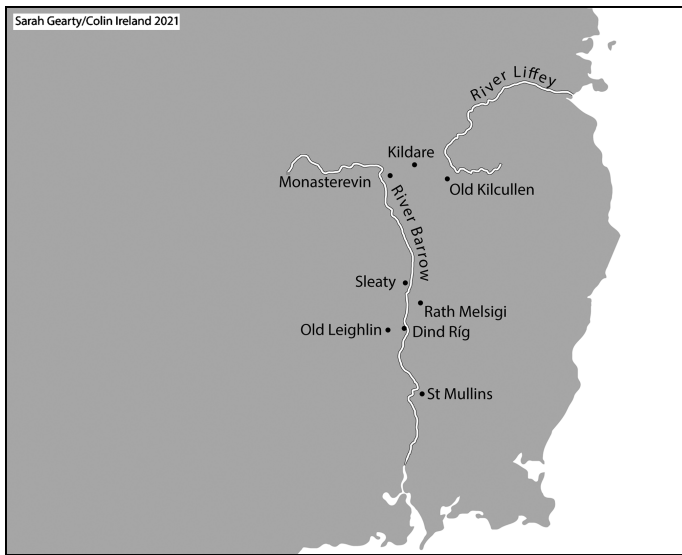 Sarah Gearty/Colin Ireland 2021
River Liffey
Kildare
Monasterevin
Old Kilcullen
River Barrow
Sleaty
Rath Melsigi
Old Leighlin
Dind Ríg
St Mullins